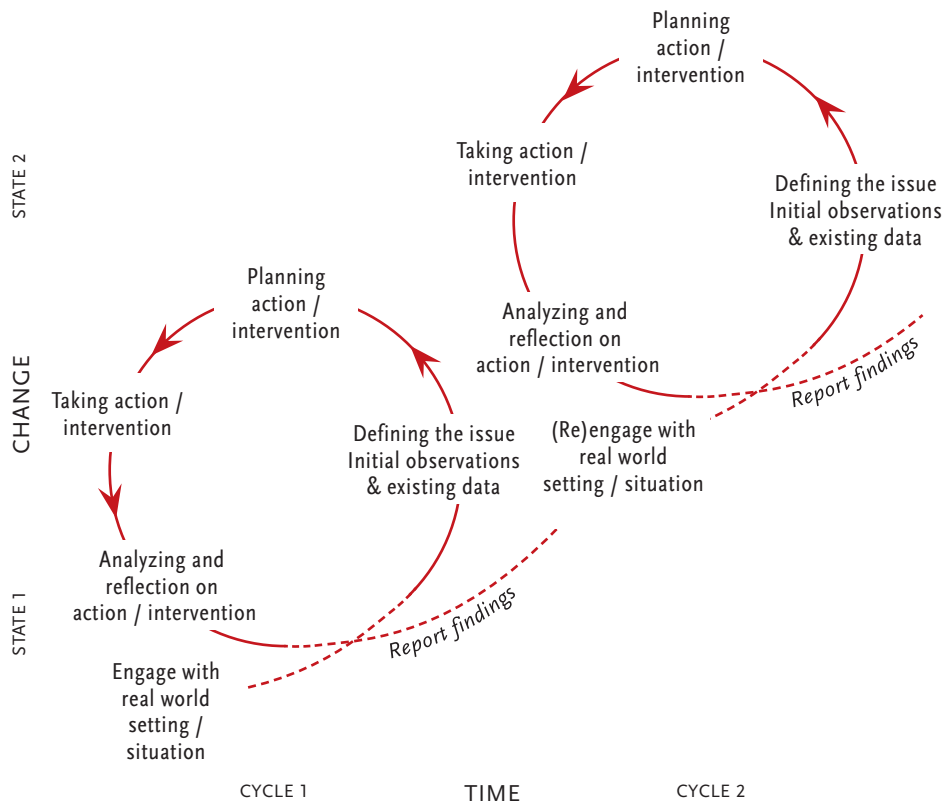 Planning
action /
intervention
Taking action /
intervention
Defining the issue
Initial observations
& existing data
Analyzing and
reflection on
action / intervention
Report findings
(Re)engage with
real world
setting / situation
STATE 2
Planning
action /
intervention
Taking action /
intervention
Defining the issue
Initial observations
& existing data
Analyzing and
reflection on
action / intervention
Report findings
Engage with
real world
setting /
situation
CHANGE
STATE 1
CYCLE 1
TIME
CYCLE 2